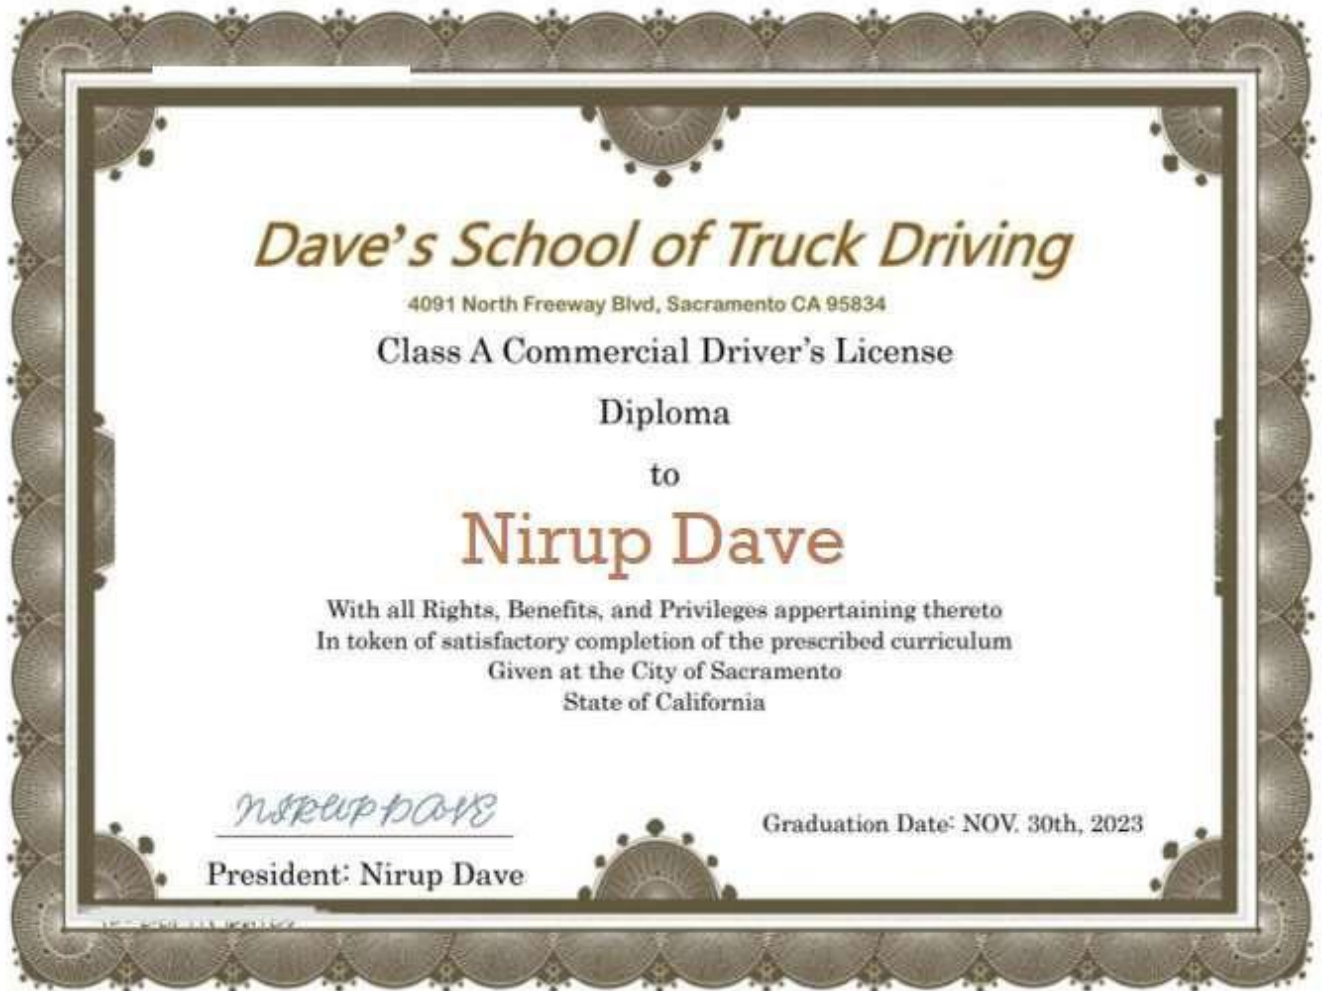 Dave's School of Truck Driving
4091 North Freeway Blvd, Sacramento CA 95834
Class A Commercial Driver's License
Diploma
to
Nirup Dave
With all Rights, Benefits, and Privileges appertaining thereto
In token of satisfactory completion of the prescribed curriculum
Given at the City of Sacramento
State of California
NIRUP DAVE
Graduation Date: NOV. 30th, 2023
President: Nirup Dave